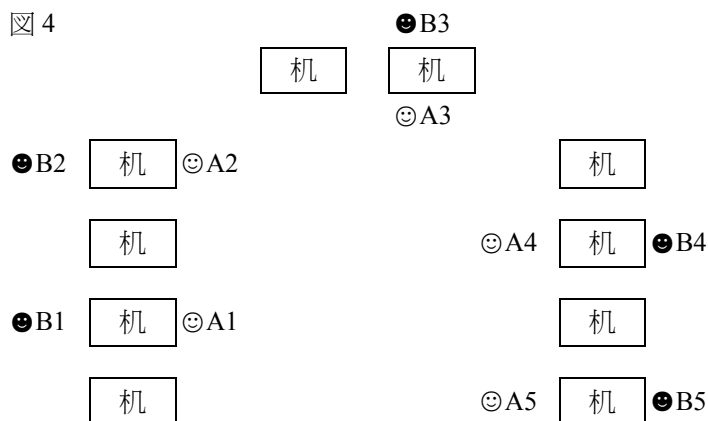 図 4
☻B3
机 机
☺A3
☻B2 机 ☺A2 机
机 ☺A4 机 ☻B4
☻B1 机 ☺A1 机
机 ☺A5 机 ☻B5